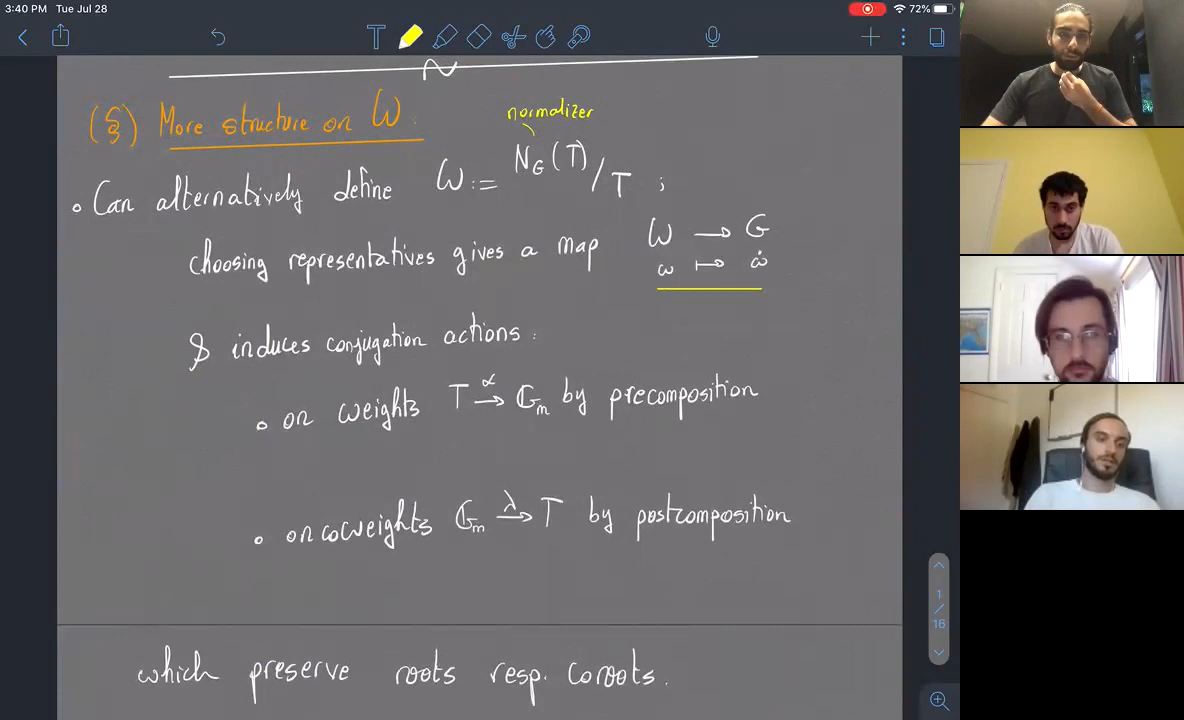 3:40 PM Tue Jul 28
72%
(§) More structure on W.
normalizer
• Can alternatively define W := N_G(T)/T ;
choosing representatives gives a map W → G
w ↦ ẇ
& induces conjugation actions:
• on weights T →^α 𝔾_m by precomposition
• on coweights 𝔾_m →^λ T by postcomposition
1 / 16
which preserve roots resp. coroots.